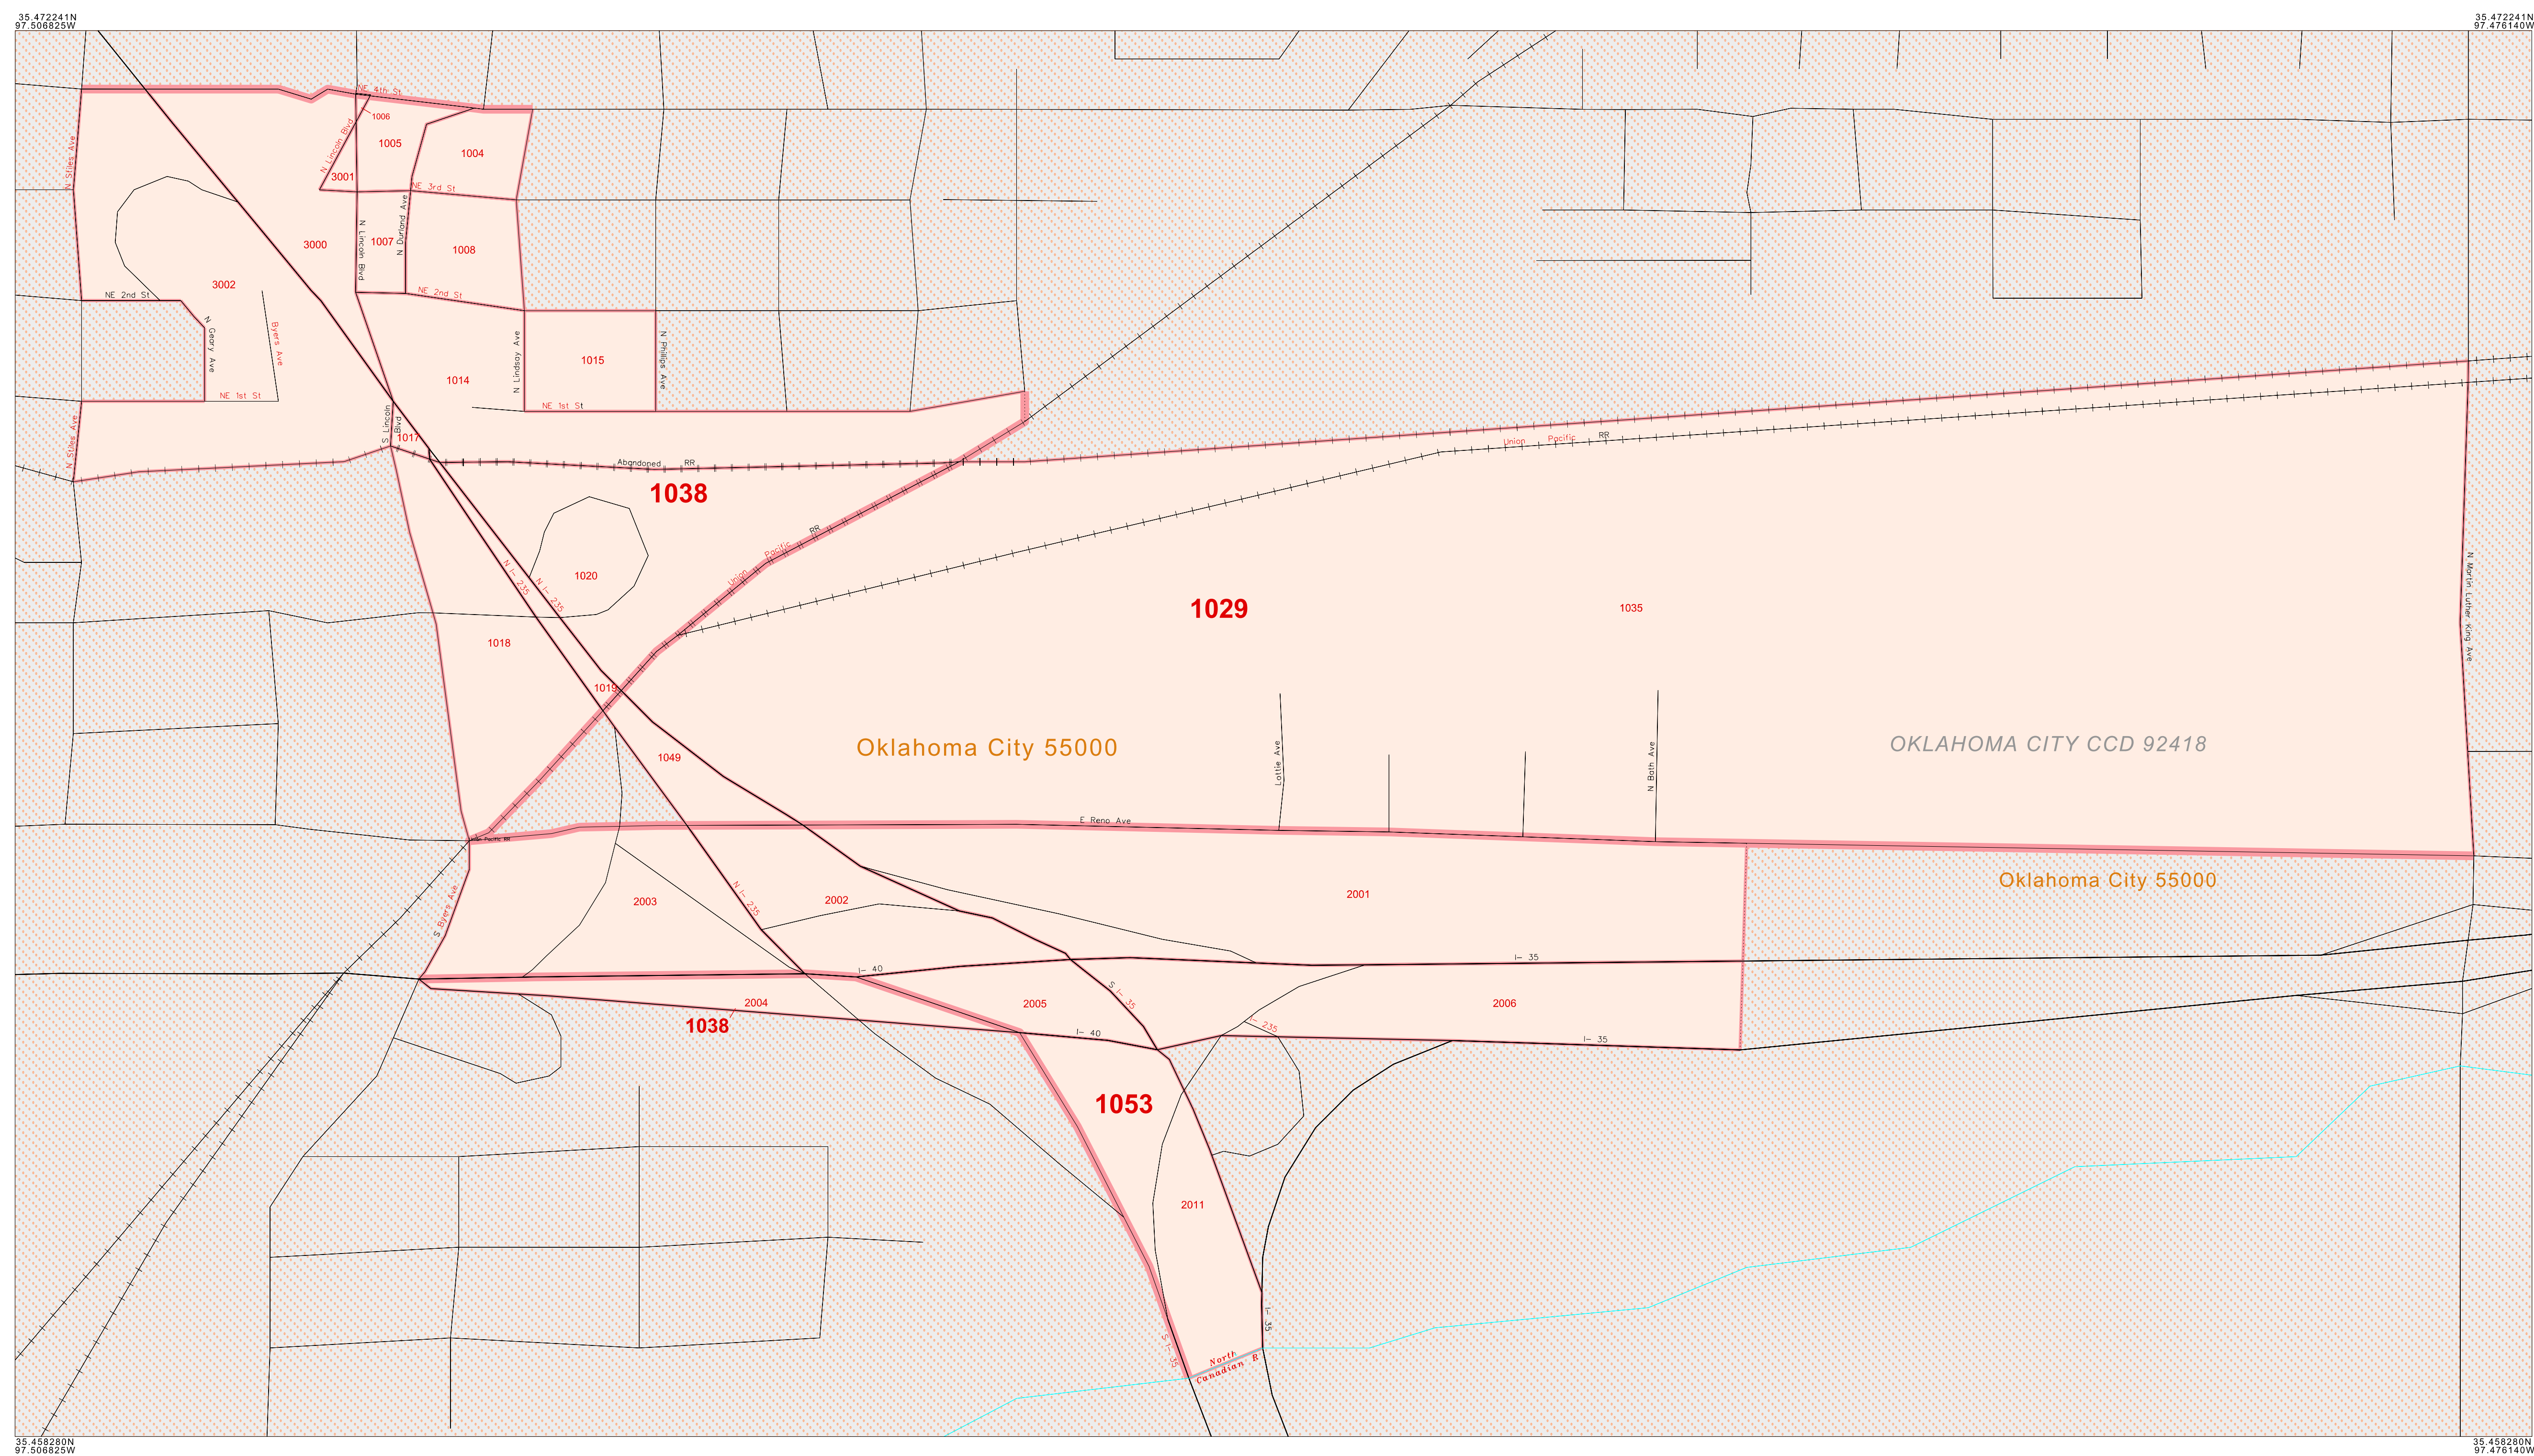 35.472241N
97.506825W
35.472241N
97.476140W
NE 4th St
1006
N Lincoln Blvd
1005
1004
N Stiles Ave
3001
NE 3rd St
N Durland Ave
N Lincoln Blvd
1007
1008
3000
3002
NE 2nd St
NE 2nd St
N Geary Ave
Byers Ave
N Lindsay Ave
1015
N Phillips Ave
1014
NE 1st St
NE 1st St
N Stiles Ave
S Lincoln Blvd
1017
Abandoned RR
Union Pacific RR
1038
Union Pacific RR
N I- 235
N I- 235
1020
1029
1035
N Martin Luther King Ave
1018
1019
1049
Oklahoma City 55000
OKLAHOMA CITY CCD 92418
Lottie Ave
N Bath Ave
E Reno Ave
Union Pacific RR
S Byers Ave
N I- 235
2003
2002
2001
Oklahoma City 55000
I- 40
I- 35
S I- 35
2004
2005
2006
1038
I- 40
I- 235
I- 35
1053
2011
I- 35
S I- 35
North
Canadian R
35.458280N
97.506825W
35.458280N
97.476140W